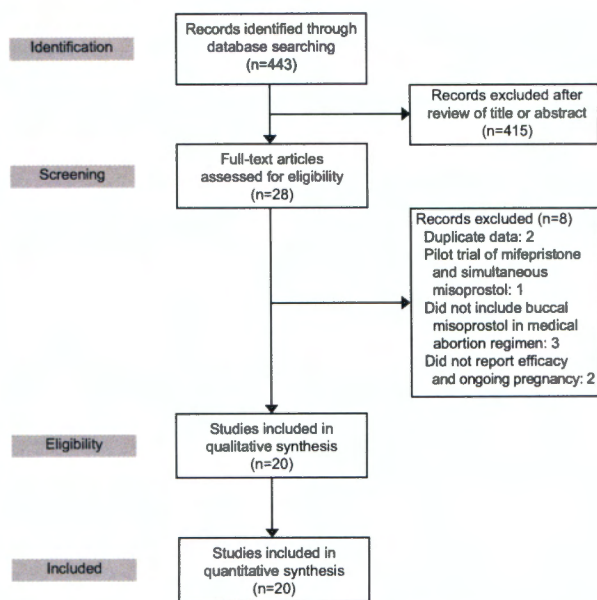 Identification
Records identified through
database searching
(n=443)
Records excluded after
review of title or abstract
(n=415)
Screening
Full-text articles
assessed for eligibility
(n=28)
Records excluded (n=8)
Duplicate data: 2
Pilot trial of mifepristone
and simultaneous
misoprostol: 1
Did not include buccal
misoprostol in medical
abortion regimen: 3
Did not report efficacy
and ongoing pregnancy: 2
Eligibility
Studies included in
qualitative synthesis
(n=20)
Included
Studies included in
quantitative synthesis
(n=20)